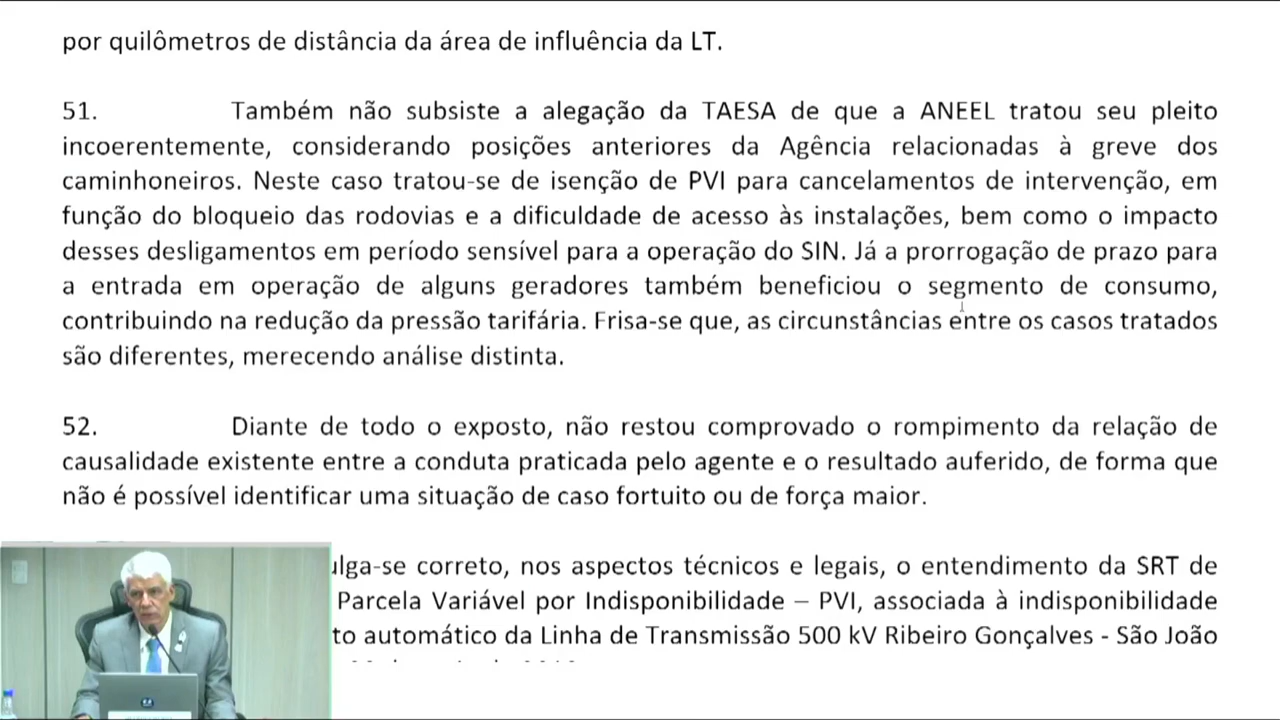 por quilômetros de distância da área de influência da LT.
51. Também não subsiste a alegação da TAESA de que a ANEEL tratou seu pleito
incoerentemente, considerando posições anteriores da Agência relacionadas à greve dos
caminhoneiros. Neste caso tratou-se de isenção de PVI para cancelamentos de intervenção, em
função do bloqueio das rodovias e a dificuldade de acesso às instalações, bem como o impacto
desses desligamentos em período sensível para a operação do SIN. Já a prorrogação de prazo para
a entrada em operação de alguns geradores também beneficiou o segmento de consumo,
contribuindo na redução da pressão tarifária. Frisa-se que, as circunstâncias entre os casos tratados
são diferentes, merecendo análise distinta.
52. Diante de todo o exposto, não restou comprovado o rompimento da relação de
causalidade existente entre a conduta praticada pelo agente e o resultado auferido, de forma que
não é possível identificar uma situação de caso fortuito ou de força maior.
ulga-se correto, nos aspectos técnicos e legais, o entendimento da SRT de
Parcela Variável por Indisponibilidade – PVI, associada à indisponibilidade
to automático da Linha de Transmissão 500 kV Ribeiro Gonçalves - São João